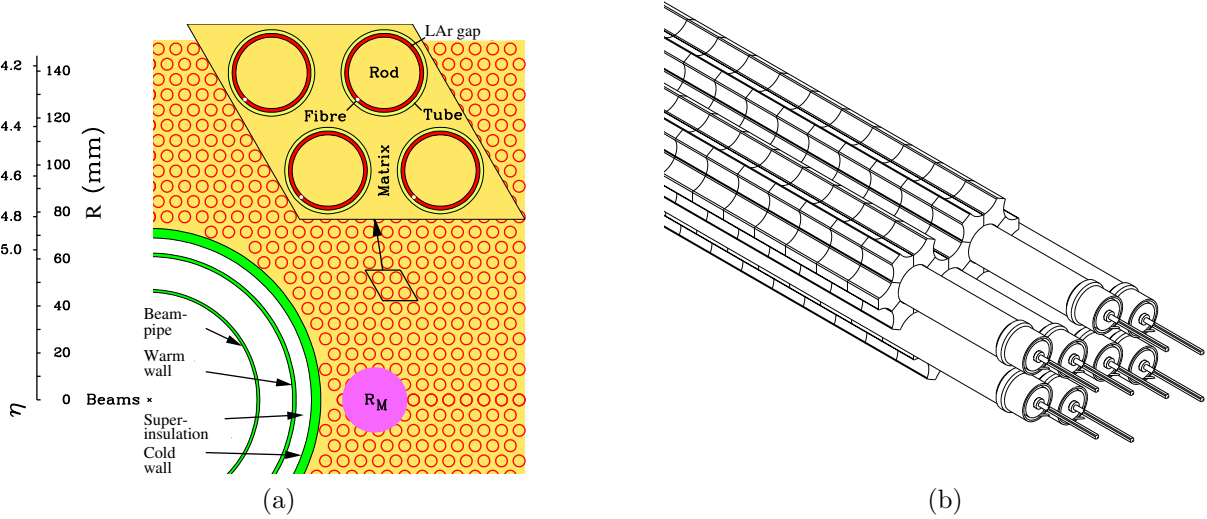 LAr gap
Rod
Fibre
Tube
Matrix
4.2
4.4
4.6
4.8
5.0
η
140
120
100
80
60
40
20
0
R (mm)
Beam-
pipe
Warm
wall
Beams ×
R_M
Super-
insulation
Cold
wall
(a)
(b)